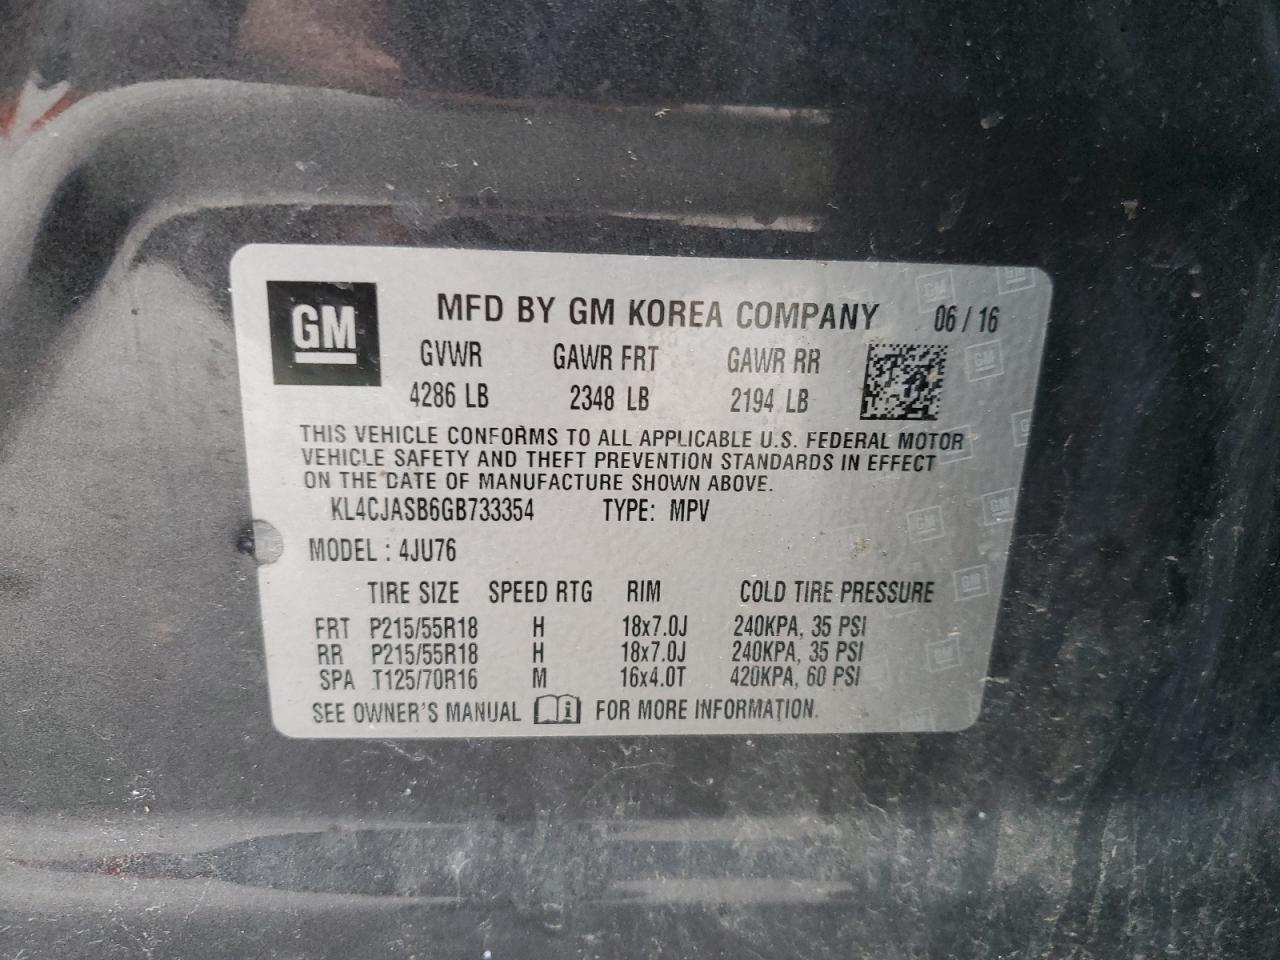 GM
MFD BY GM KOREA COMPANY 06 / 16
GVWR GAWR FRT GAWR RR
4286 LB 2348 LB 2194 LB
THIS VEHICLE CONFORMS TO ALL APPLICABLE U.S. FEDERAL MOTOR
VEHICLE SAFETY AND THEFT PREVENTION STANDARDS IN EFFECT
ON THE DATE OF MANUFACTURE SHOWN ABOVE.
KL4CJASB6GB733354 TYPE: MPV
MODEL : 4JU76
TIRE SIZE SPEED RTG RIM COLD TIRE PRESSURE
FRT P215/55R18 H 18x7.0J 240KPA, 35 PSI
RR P215/55R18 H 18x7.0J 240KPA, 35 PSI
SPA T125/70R16 M 16x4.0T 420KPA, 60 PSI
SEE OWNER'S MANUAL i FOR MORE INFORMATION.